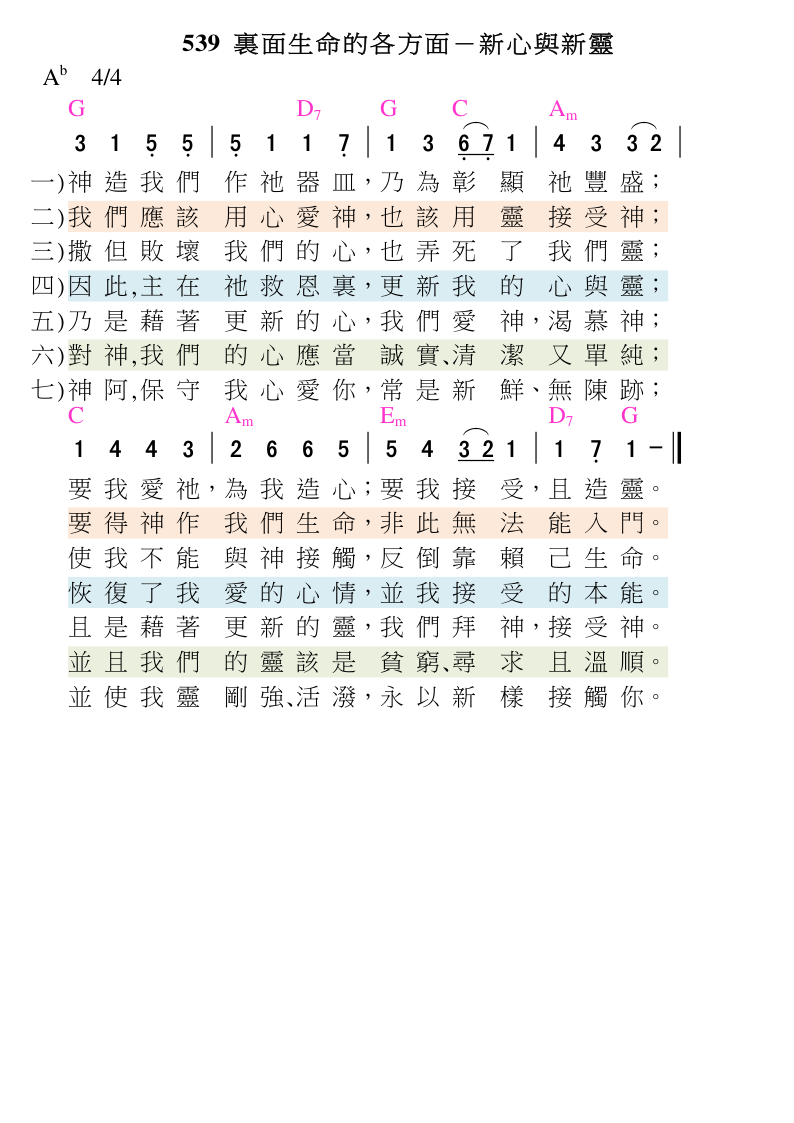 539 裏面生命的各方面－新心與新靈
A♭ 4/4
G D7 G C Am
3 1 5 5 | 5 1 1 7 | 1 3 6 7 1 | 4 3 3 2 |
一)神造我們 作祂器皿，乃為彰 顯 祂豐盛；
二)我們應該 用心愛神，也該用 靈 接受神；
三)撒但敗壞 我們的心，也弄死 了 我們靈；
四)因此,主在 祂救恩裏，更新我 的 心與靈；
五)乃是藉著 更新的心，我們愛 神，渴慕神；
六)對神,我們 的心應當 誠實、清 潔 又單純；
七)神阿,保守 我心愛你，常是新 鮮、無陳跡；
C Am Em D7 G
1 4 4 3 | 2 6 6 5 | 5 4 3 2 1 | 1 7 1 － ‖
要我愛祂，為我造心；要我接 受，且造靈。
要得神作 我們生命，非此無 法 能入門。
使我不能 與神接觸，反倒靠 賴 己生命。
恢復了我 愛的心情，並我接 受 的本能。
且是藉著 更新的靈，我們拜 神，接受神。
並且我們 的靈該是 貧窮、尋 求 且溫順。
並使我靈 剛強、活潑，永以新 樣 接觸你。